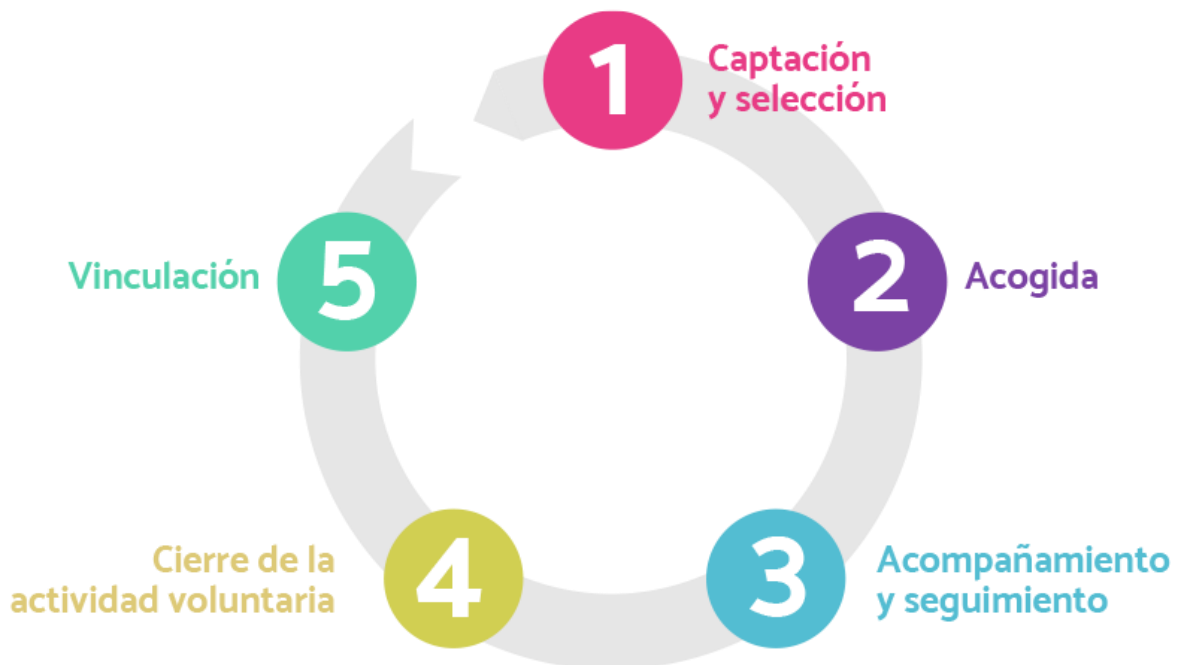 1
Captación
y selección
2
Acogida
3
Acompañamiento
y seguimiento
4
Cierre de la
actividad voluntaria
5
Vinculación